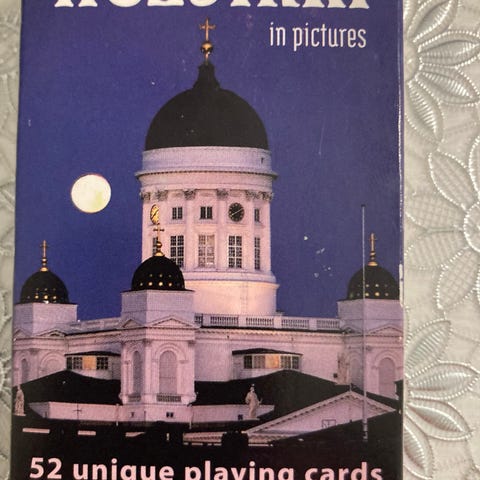 in pictures
52 unique playing cards